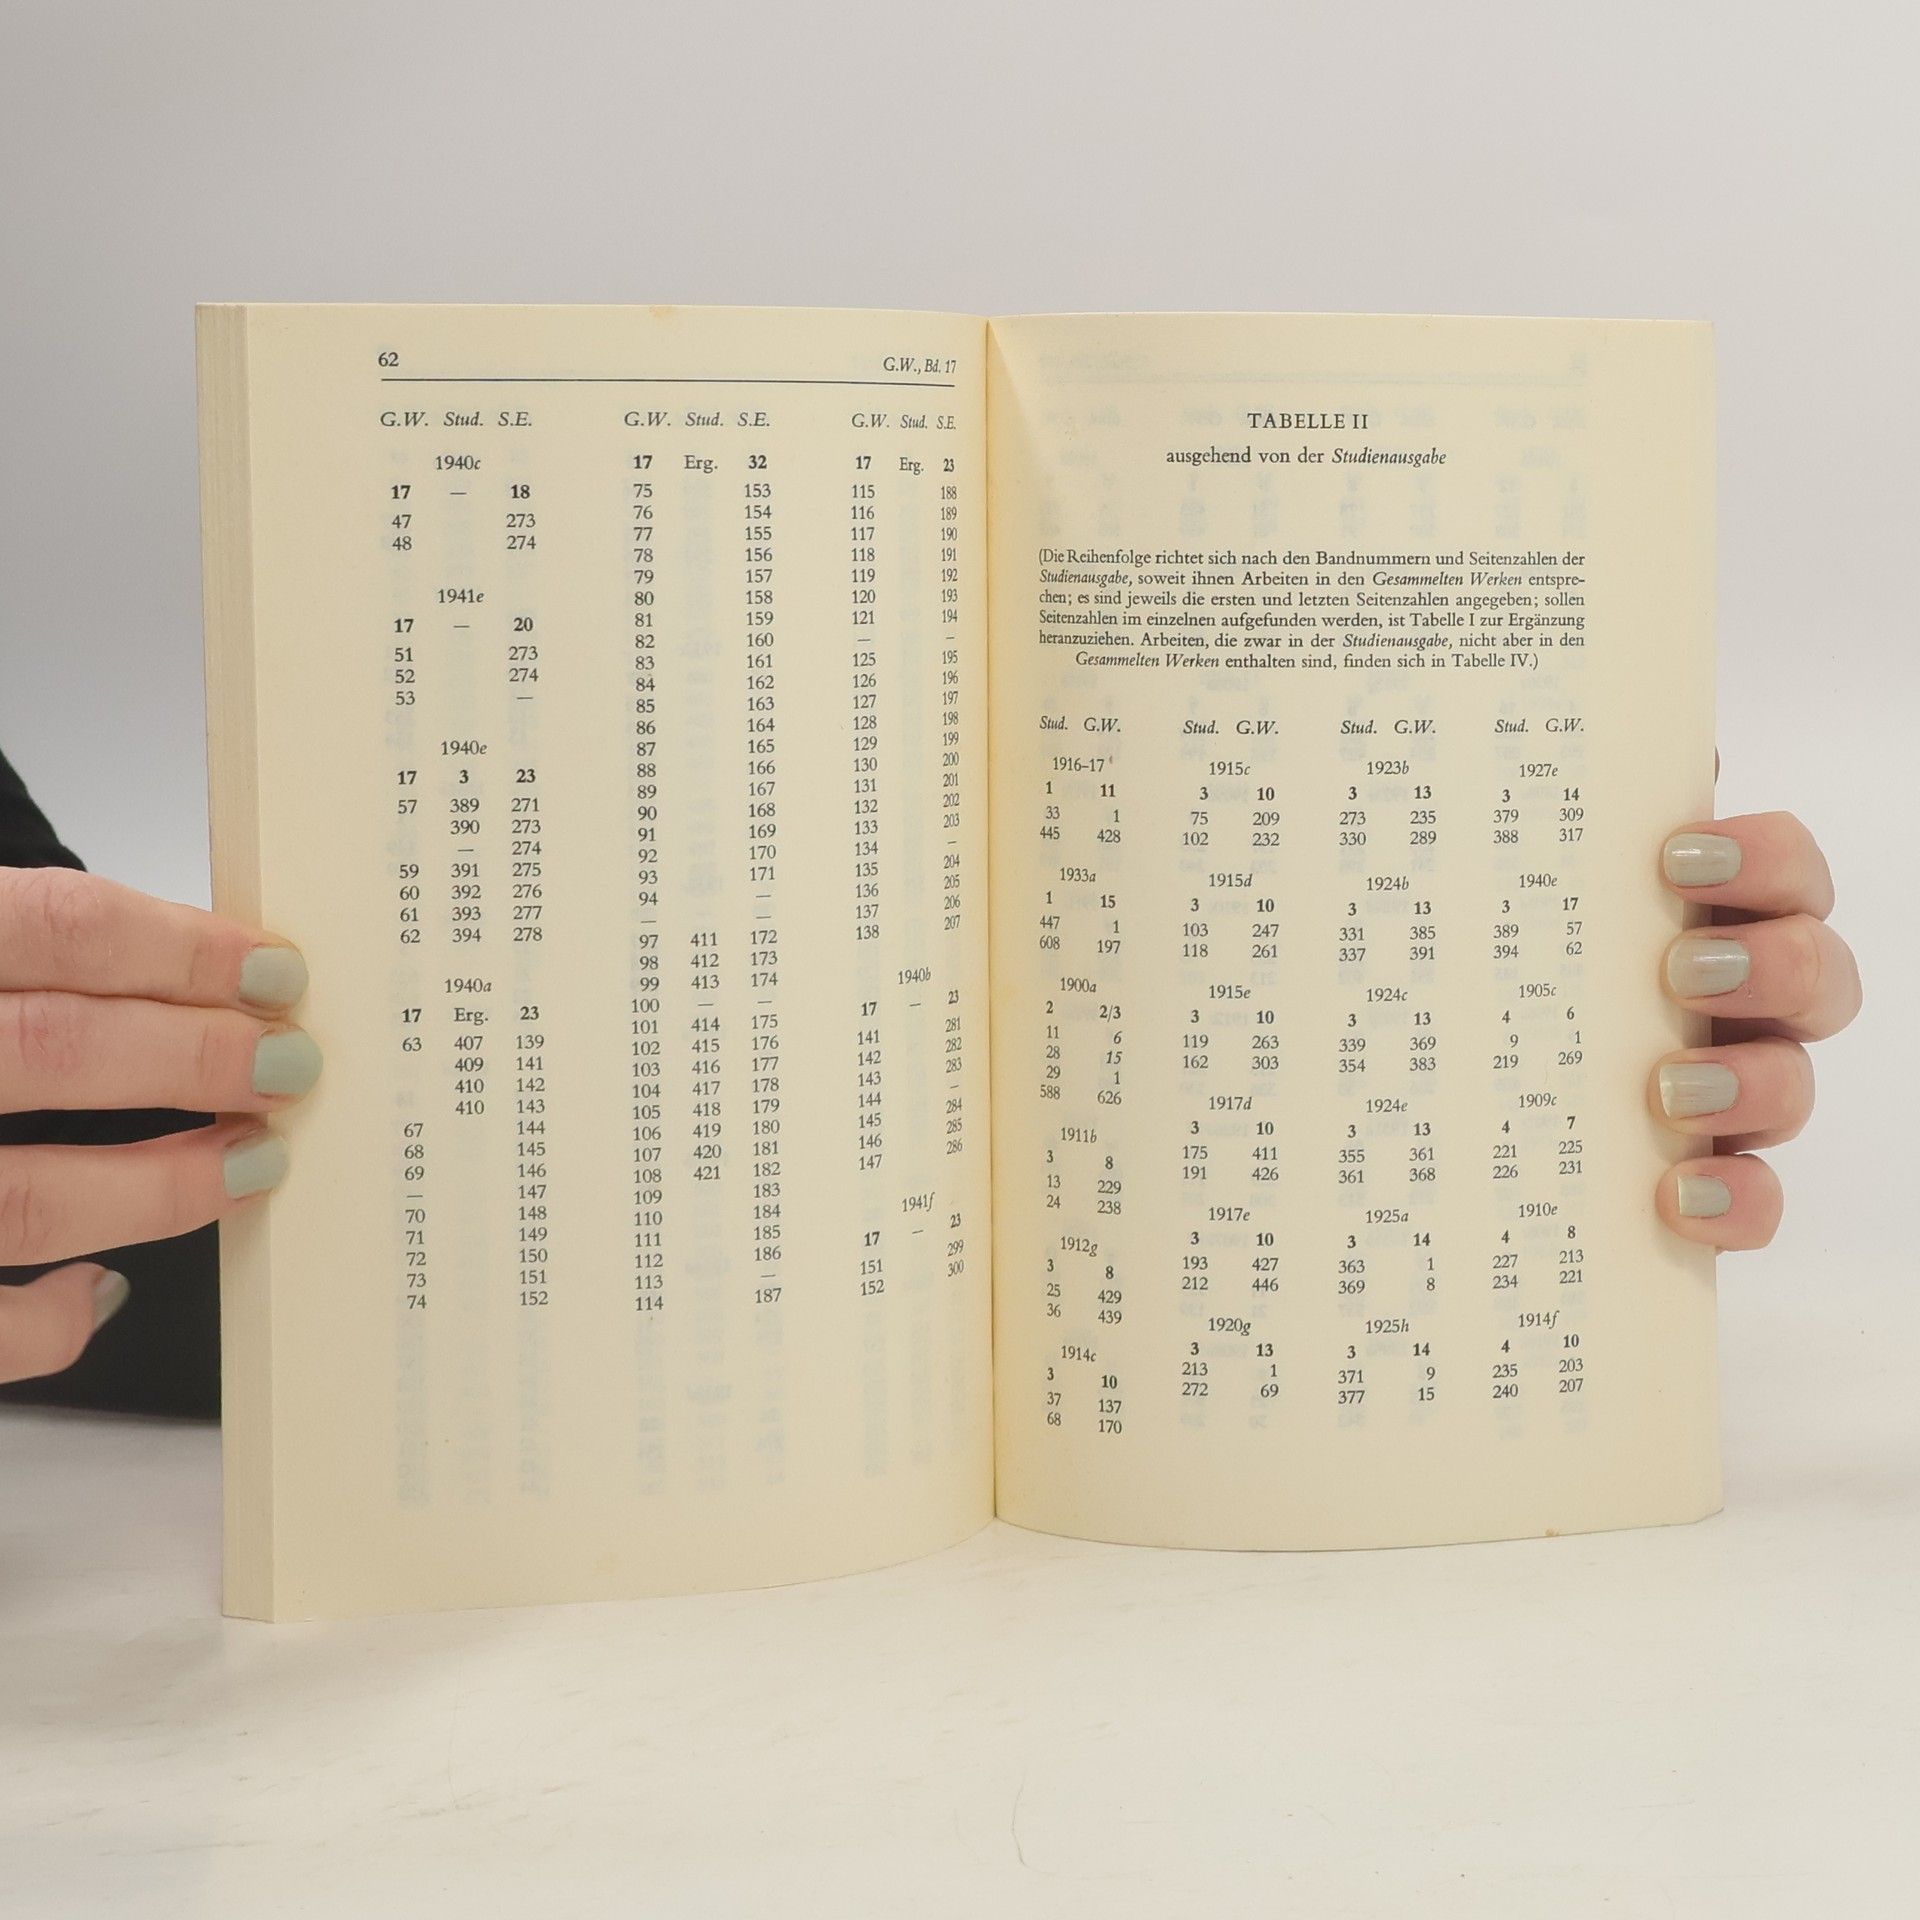 62
G.W., Bd. 17
G.W. Stud. S.E.
1940c
17 — 18
47 273
48 274
1941e
17 — 20
51 273
52 274
53 —
1940e
17 3 23
57 389 271
390 273
— 274
59 391 275
60 392 276
61 393 277
62 394 278
1940a
17 Erg. 23
63 407 139
409 141
410 142
410 143
67 144
68 145
69 146
— 147
70 148
71 149
72 150
73 151
74 152
G.W. Stud. S.E.
17 Erg. 32
75 153
76 154
77 155
78 156
79 157
80 158
81 159
82 160
83 161
84 162
85 163
86 164
87 165
88 166
89 167
90 168
91 169
92 170
93 171
94 —
— —
97 411 172
98 412 173
99 413 174
100 — —
101 414 175
102 415 176
103 416 177
104 417 178
105 418 179
106 419 180
107 420 181
108 421 182
109 183
110 184
111 185
112 186
113 —
114 187
G.W. Stud. S.E.
17 Erg. 23
115 188
116 189
117 190
118 191
119 192
120 193
121 194
— —
125 195
126 196
127 197
128 198
129 199
130 200
131 201
132 202
133 203
134 —
135 204
136 205
137 206
138 207
1940b
17 — 23
141 281
142 282
143 283
144 —
145 284
146 285
147 286
1941f
17 — 23
151 299
152 300
TABELLE II
ausgehend von der Studienausgabe
(Die Reihenfolge richtet sich nach den Bandnummern und Seitenzahlen der
Studienausgabe, soweit ihnen Arbeiten in den Gesammelten Werken entspre-
chen; es sind jeweils die ersten und letzten Seitenzahlen angegeben; sollen
Seitenzahlen im einzelnen aufgefunden werden, ist Tabelle I zur Ergänzung
heranzuziehen. Arbeiten, die zwar in der Studienausgabe, nicht aber in den
Gesammelten Werken enthalten sind, finden sich in Tabelle IV.)
Stud. G.W.
1916–17
1 11
33 1
445 428
1933a
1 15
447 1
608 197
1900a
2 2/3
11 6
28 15
29 1
588 626
1911b
3 8
13 229
24 238
1912g
3 8
25 429
36 439
1914c
3 10
37 137
68 170
Stud. G.W.
1915c
3 10
75 209
102 232
1915d
3 10
103 247
118 261
1915e
3 10
119 263
162 303
1917d
3 10
175 411
191 426
1917e
3 10
193 427
212 446
1920g
3 13
213 1
272 69
Stud. G.W.
1923b
3 13
273 235
330 289
1924b
3 13
331 385
337 391
1924c
3 13
339 369
354 383
1924e
3 13
355 361
361 368
1925a
3 14
363 1
369 8
1925h
3 14
371 9
377 15
Stud. G.W.
1927e
3 14
379 309
388 317
1940e
3 17
389 57
394 62
1905c
4 6
9 1
219 269
1909c
4 7
221 225
226 231
1910e
4 8
227 213
234 221
1914f
4 10
235 203
240 207